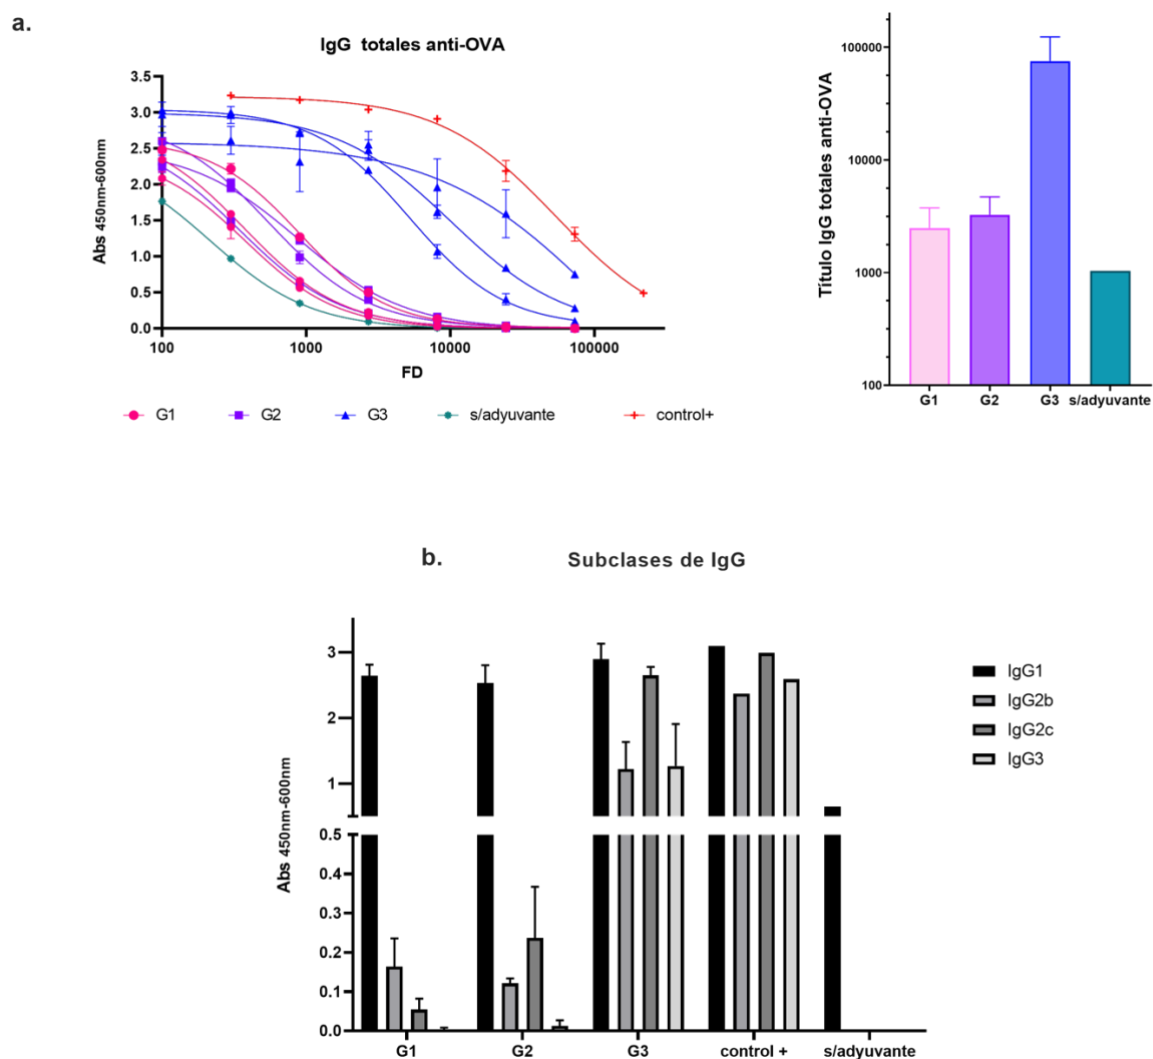 a.
IgG totales anti-OVA
3.5
3.0
2.5
2.0
1.5
1.0
0.5
0.0
Abs 450nm-600nm
100 1000 10000 100000
FD
G1 G2 G3 s/adyuvante control+
100000
10000
1000
100
Título IgG totales anti-OVA
G1 G2 G3 s/adyuvante
b. Subclases de IgG
3
2
1
0.5
0.4
0.3
0.2
0.1
0.0
Abs 450nm-600nm
G1 G2 G3 control + s/adyuvante
IgG1
IgG2b
IgG2c
IgG3